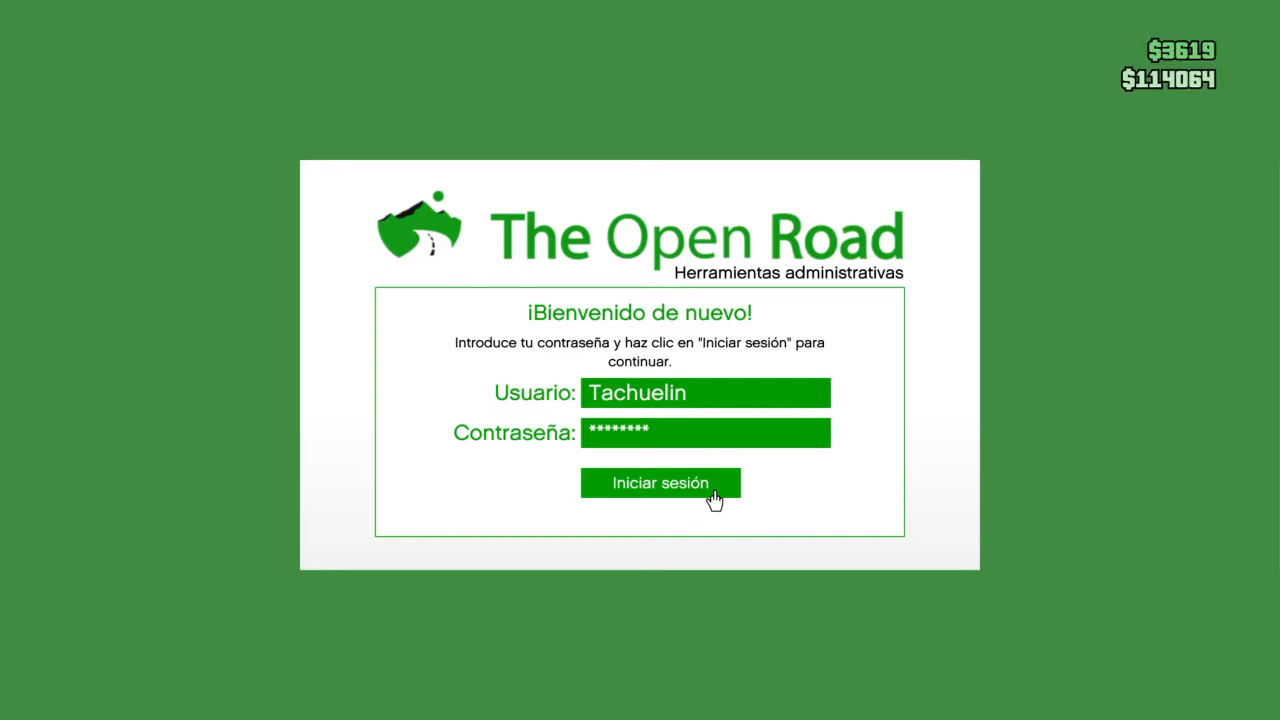 $3619
$114064
The Open Road
Herramientas administrativas
¡Bienvenido de nuevo!
Introduce tu contraseña y haz clic en "Iniciar sesión" para
continuar.
Usuario: Tachuelin
Contraseña: ********
Iniciar sesión